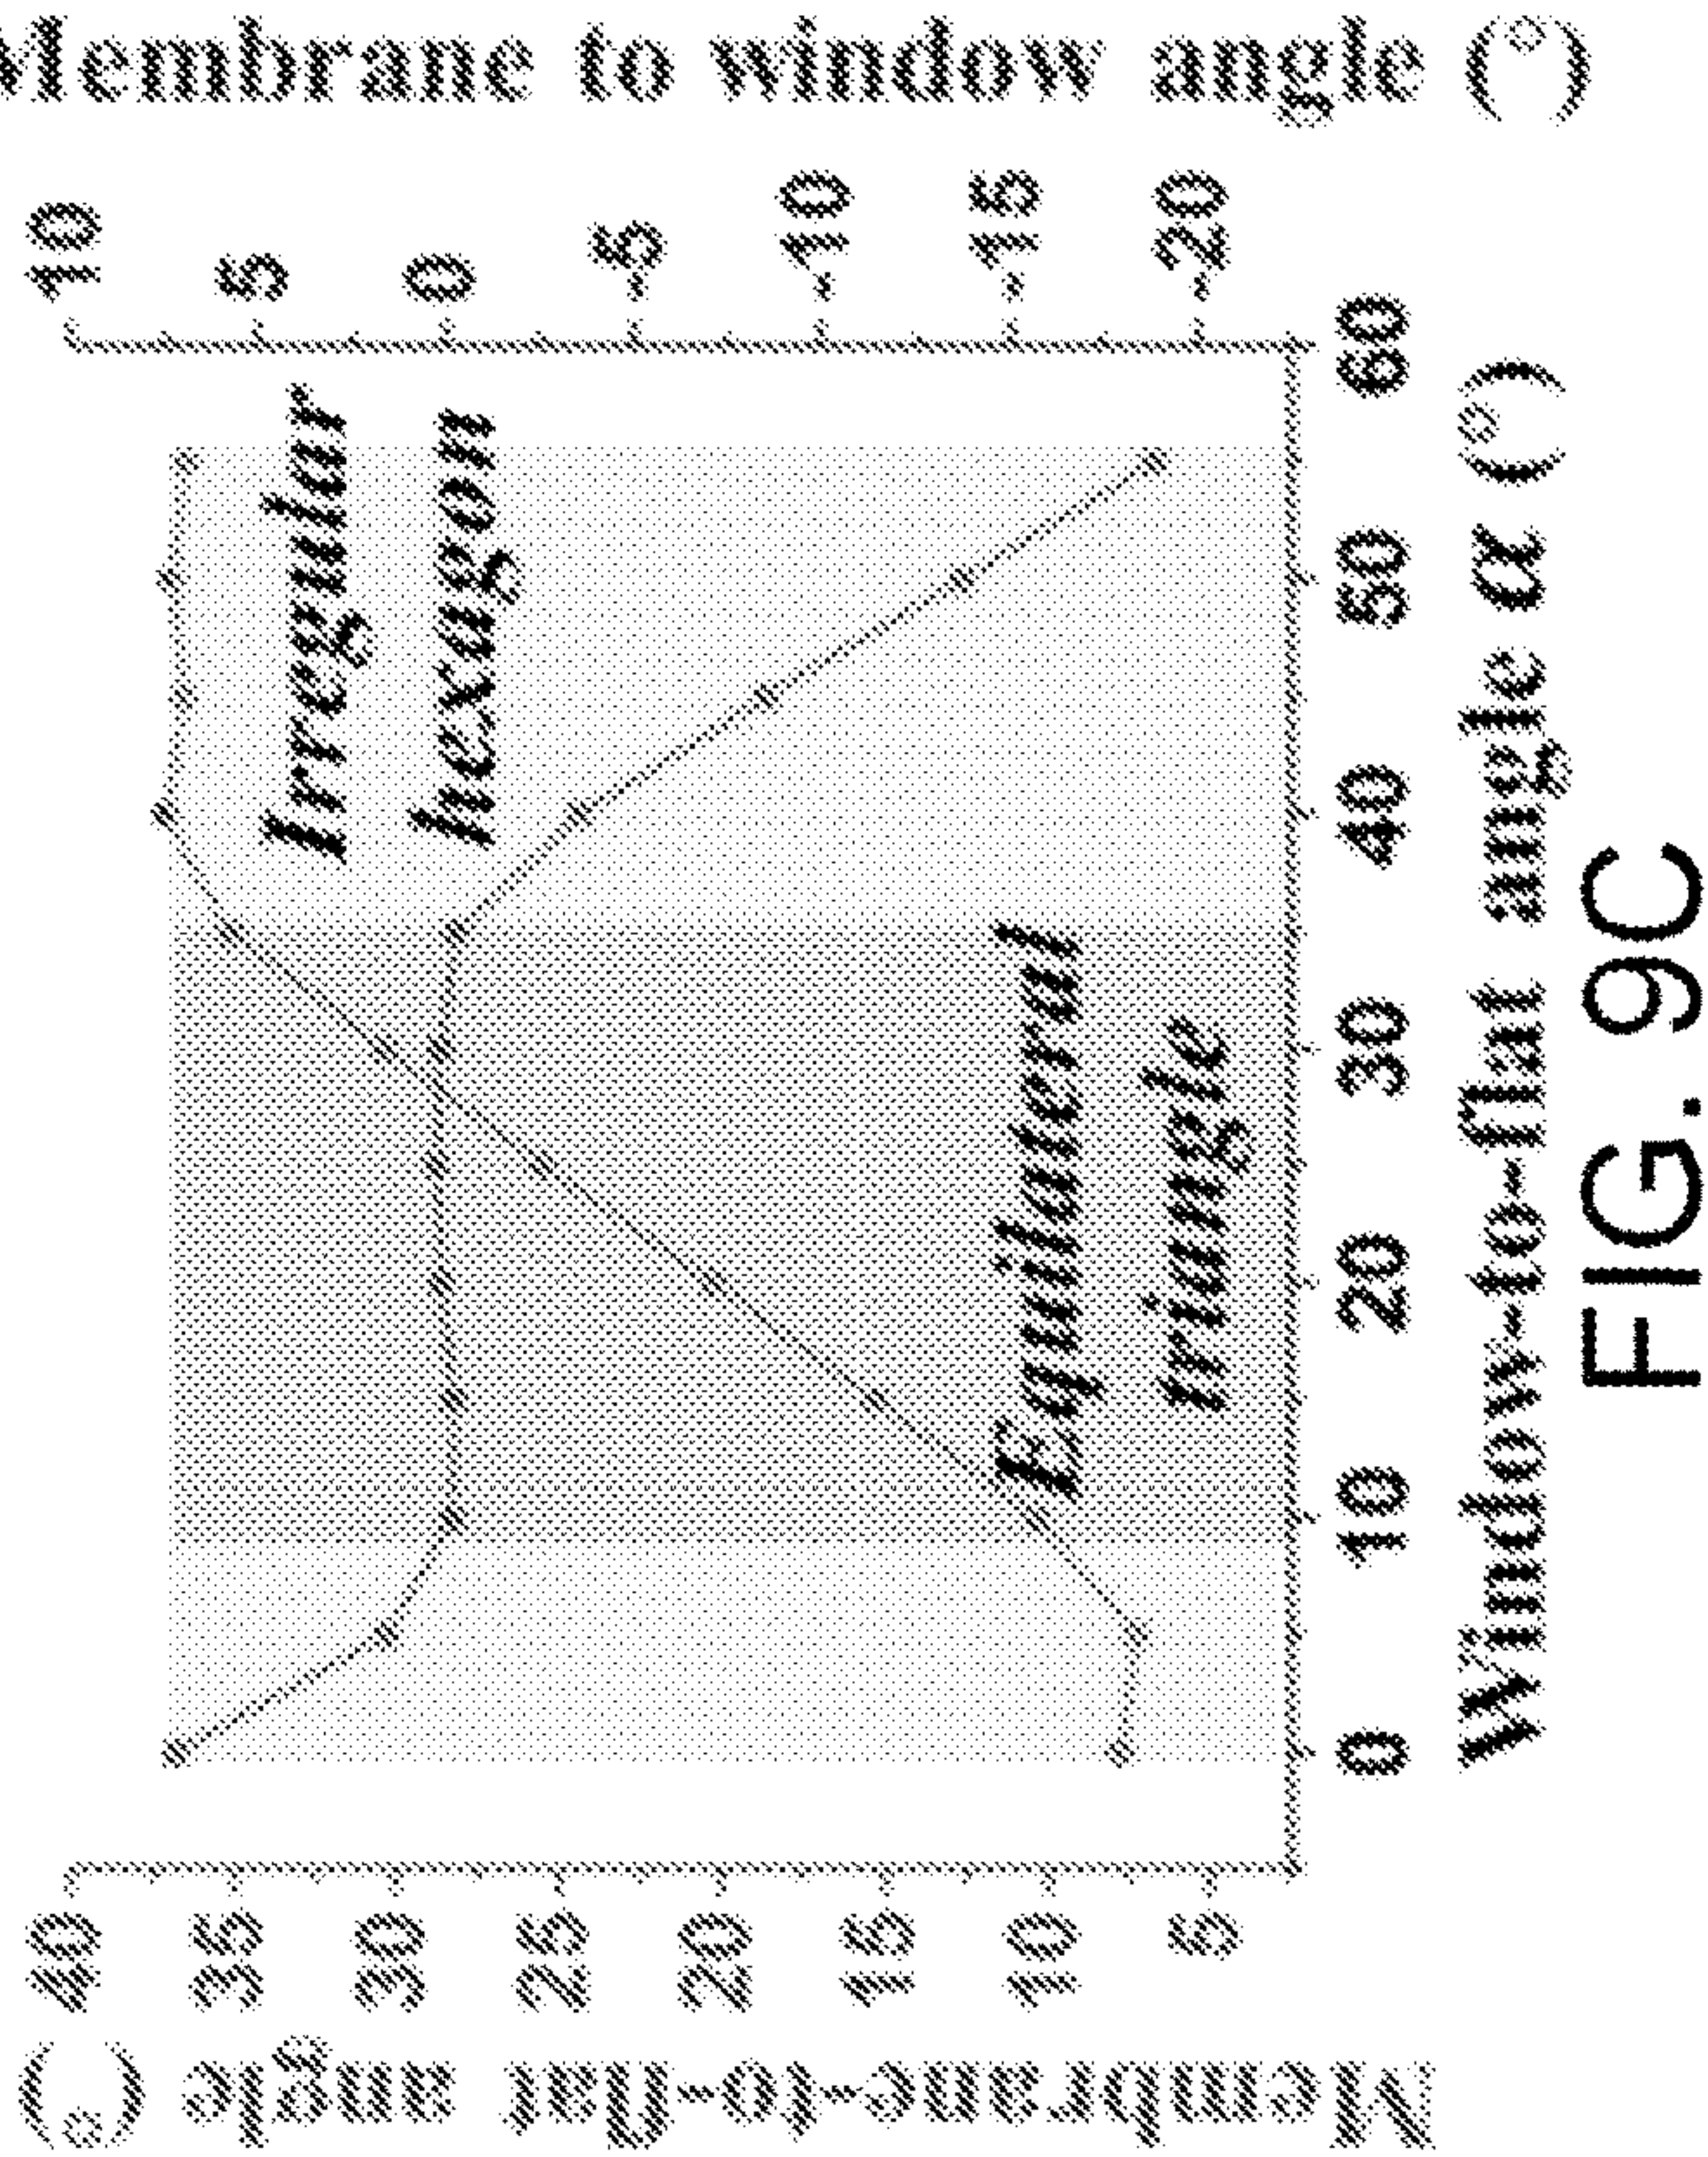 Membrane-to-flat angle (°)
40
35
30
25
20
15
10
5
Irregular
hexagon
Equilateral
triangle
10
5
0
-5
-10
-15
-20
Membrane to window angle (°)
0 10 20 30 40 50 60
Window-to-flat angle α (°)
FIG. 9C